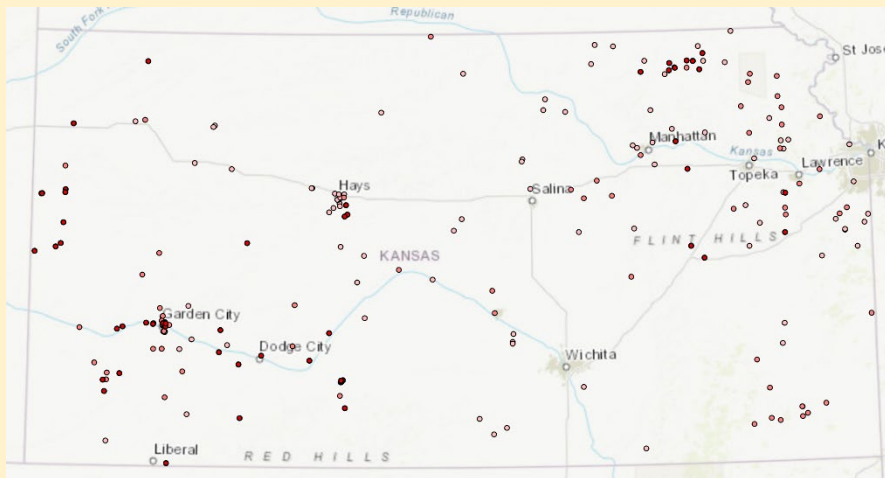 Republican
South Fork
St Jos
Manhattan
Kansas
K
Topeka
Lawrence
Hays
Salina
FLINT HILLS
KANSAS
Garden City
Dodge City
Wichita
Liberal
RED HILLS